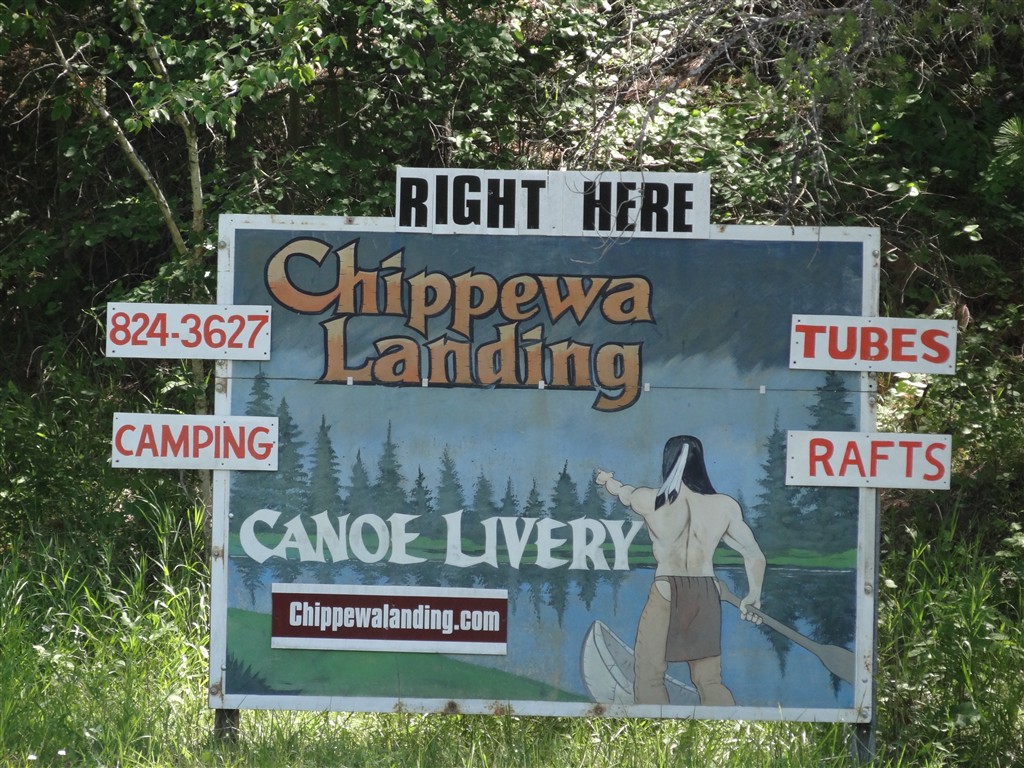 RIGHT HERE
Chippewa
Landing
824-3627
TUBES
CAMPING
RAFTS
CANOE LIVERY
Chippewalanding.com